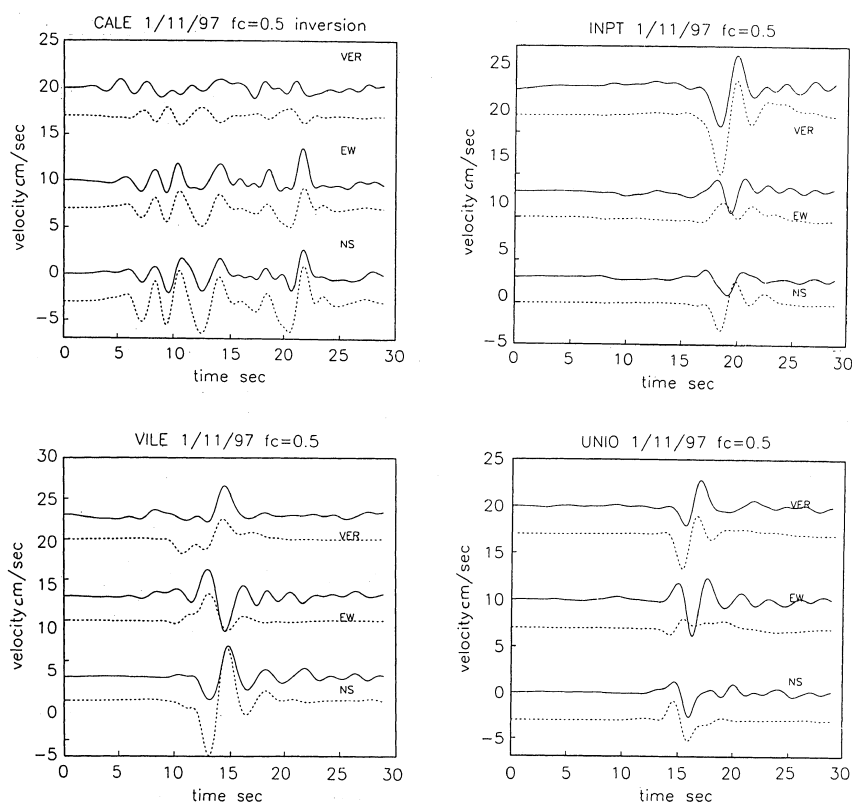 CALE 1/11/97 fc=0.5 inversion
25
20
15
10
5
0
−5
velocity cm/sec
VER
EW
NS
0 5 10 15 20 25 30
time sec
INPT 1/11/97 fc=0.5
25
20
15
10
5
0
−5
velocity cm/sec
VER
EW
NS
0 5 10 15 20 25 30
time sec
VILE 1/11/97 fc=0.5
30
25
20
15
10
5
0
−5
velocity cm/sec
VER
EW
NS
0 5 10 15 20 25 30
time sec
UNIO 1/11/97 fc=0.5
25
20
15
10
5
0
−5
velocity cm/sec
VER
EW
NS
0 5 10 15 20 25 30
time sec